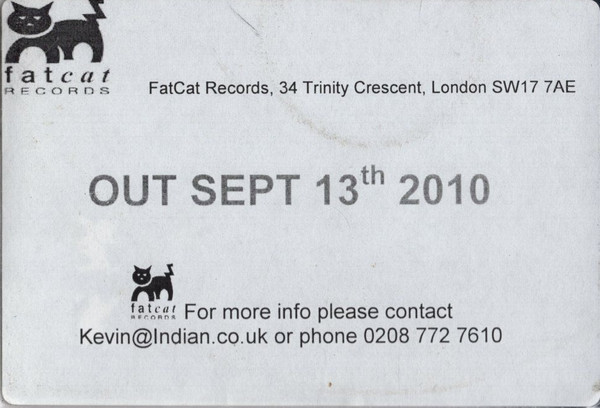 fatcat
RECORDS
FatCat Records, 34 Trinity Crescent, London SW17 7AE
OUT SEPT 13th 2010
fatcat
RECORDS
For more info please contact
Kevin@Indian.co.uk or phone 0208 772 7610